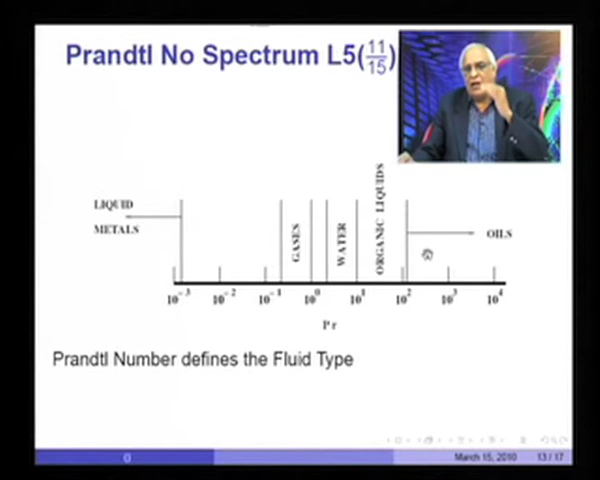 Prandtl No Spectrum L5(11/15)
LIQUID
METALS
GASES
WATER
ORGANIC LIQUIDS
OILS
10^-3 10^-2 10^-1 10^0 10^1 10^2 10^3 10^4
Pr
Prandtl Number defines the Fluid Type
()
March 15, 2010 13 / 17